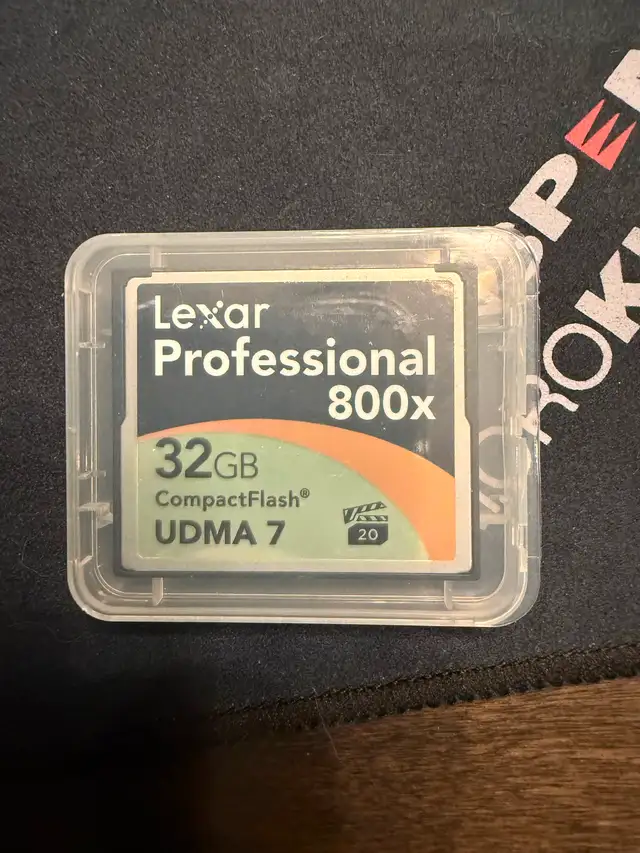 Lexar
Professional
800x
32GB
CompactFlash®
UDMA 7
20